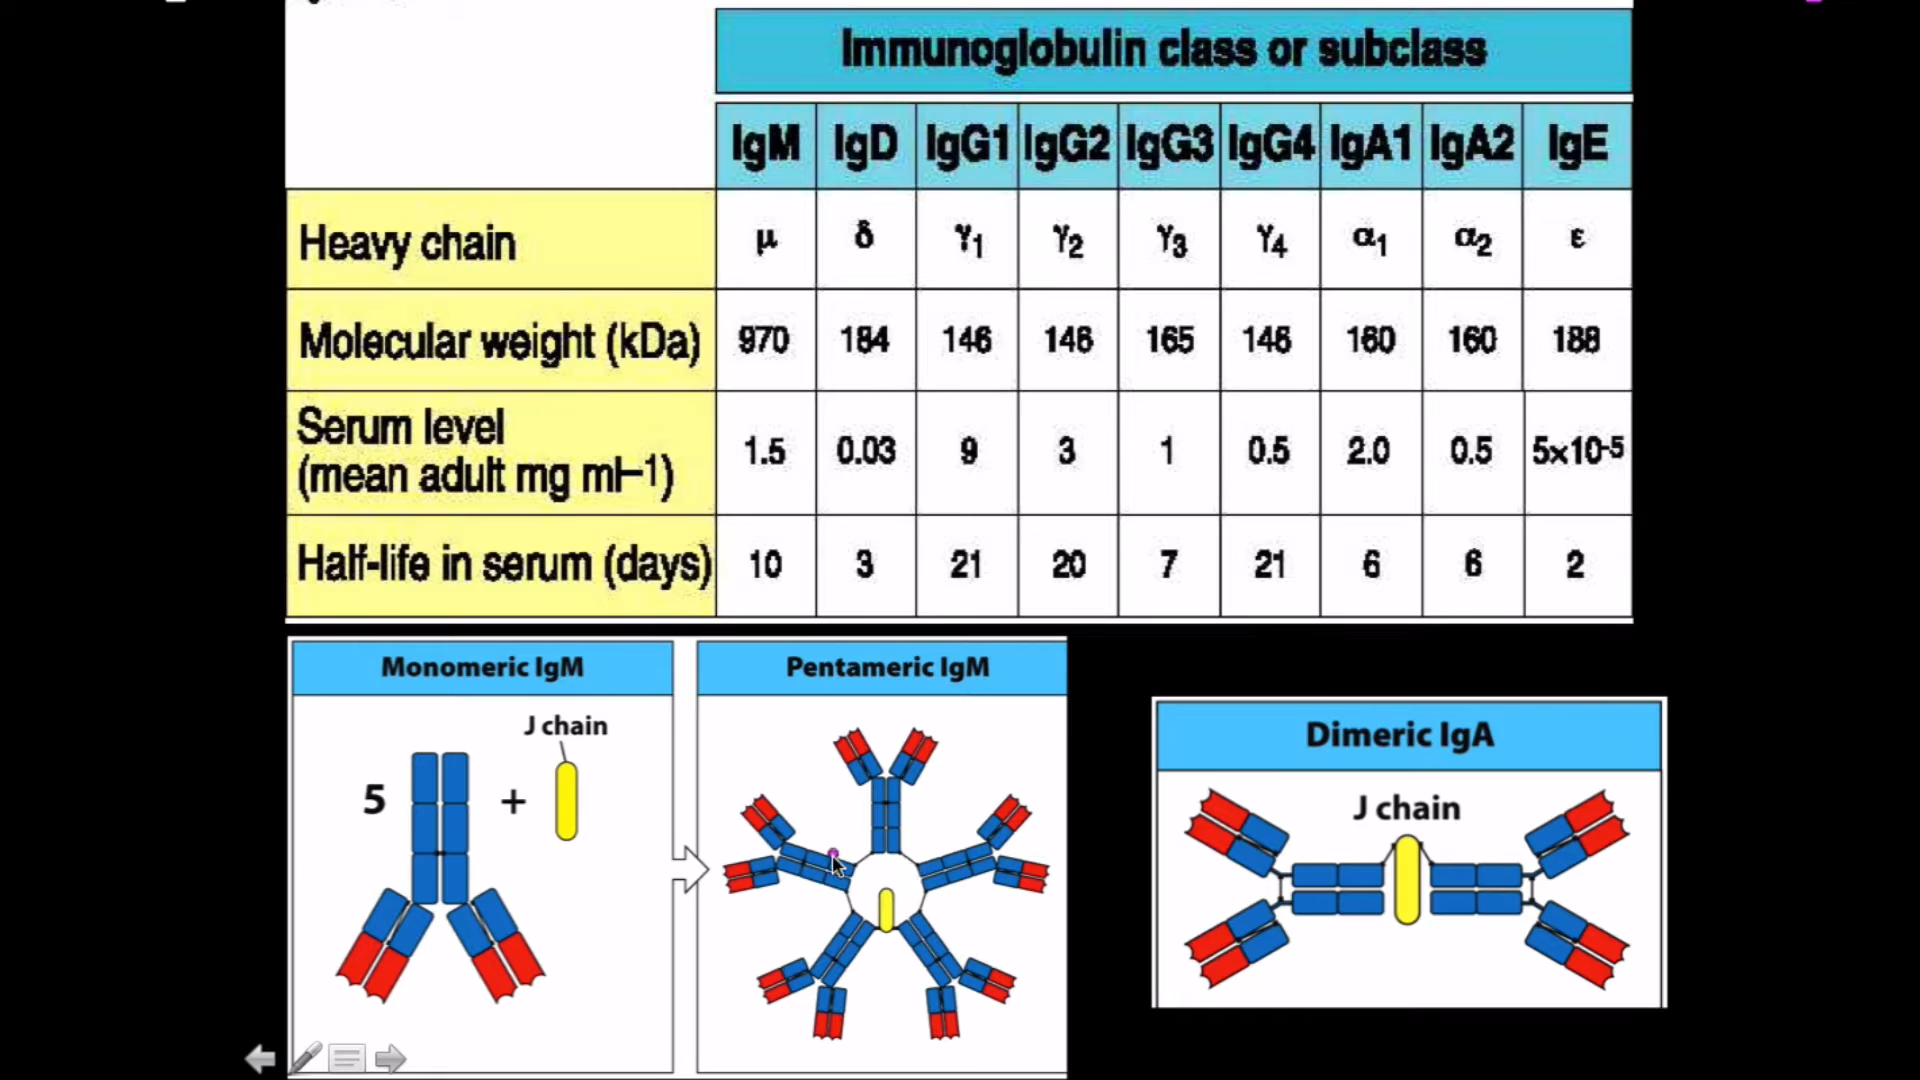 Immunoglobulin class or subclass
IgM IgD IgG1 IgG2 IgG3 IgG4 IgA1 IgA2 IgE
Heavy chain μ δ γ1 γ2 γ3 γ4 α1 α2 ε
Molecular weight (kDa) 970 184 146 146 165 146 160 160 188
Serum level
(mean adult mg ml–1) 1.5 0.03 9 3 1 0.5 2.0 0.5 5×10-5
Half-life in serum (days) 10 3 21 20 7 21 6 6 2
Monomeric IgM
J chain
5 +
Pentameric IgM
Dimeric IgA
J chain